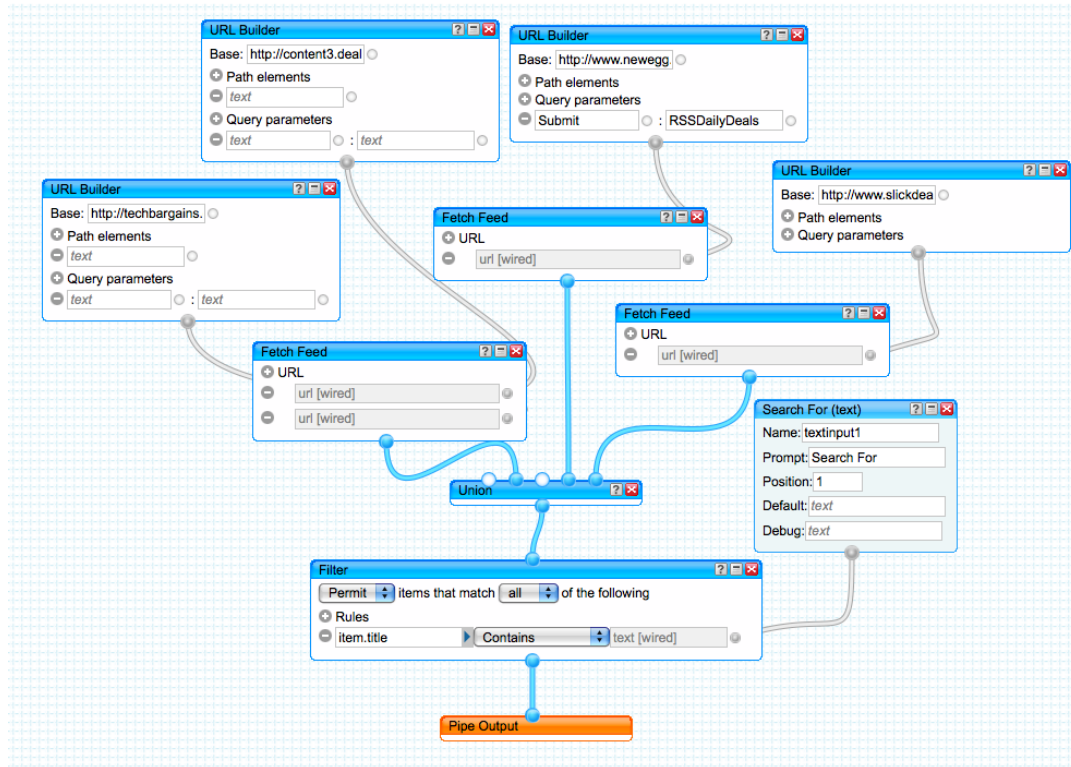 URL Builder
Base: http://content3.deal
Path elements
text
Query parameters
text : text
URL Builder
Base: http://www.newegg.
Path elements
Query parameters
Submit : RSSDailyDeals
URL Builder
Base: http://www.slickdea
Path elements
Query parameters
URL Builder
Base: http://techbargains.
Path elements
text
Query parameters
text : text
Fetch Feed
URL
url [wired]
Fetch Feed
URL
url [wired]
Fetch Feed
URL
url [wired]
url [wired]
Search For (text)
Name: textinput1
Prompt: Search For
Position: 1
Default: text
Debug: text
Union
Filter
Permit items that match all of the following
Rules
item.title Contains text [wired]
Pipe Output